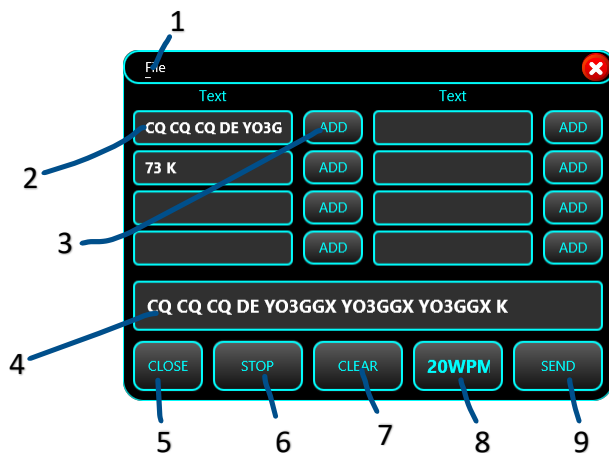 1
File
Text Text
CQ CQ CQ DE YO3G ADD ADD
2
73 K ADD ADD
ADD ADD
3
ADD ADD
CQ CQ CQ DE YO3GGX YO3GGX YO3GGX K
4
CLOSE STOP CLEAR 20WPM SEND
5 6 7 8 9